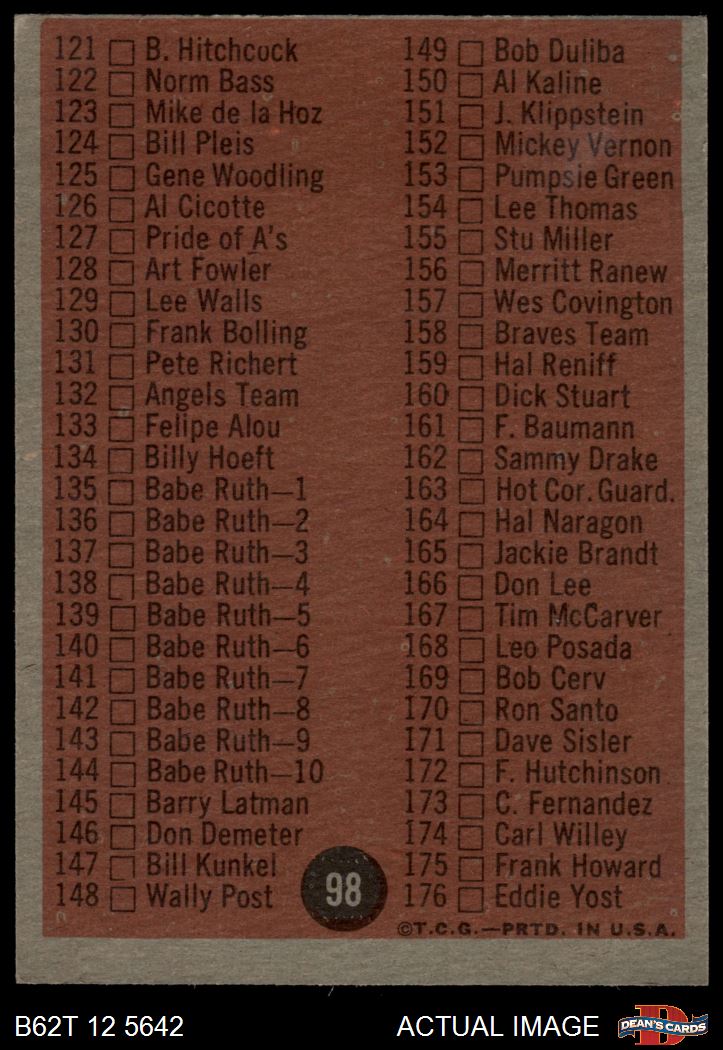 121 B. Hitchcock
122 Norm Bass
123 Mike de la Hoz
124 Bill Pleis
125 Gene Woodling
126 Al Cicotte
127 Pride of A's
128 Art Fowler
129 Lee Walls
130 Frank Bolling
131 Pete Richert
132 Angels Team
133 Felipe Alou
134 Billy Hoeft
135 Babe Ruth—1
136 Babe Ruth—2
137 Babe Ruth—3
138 Babe Ruth—4
139 Babe Ruth—5
140 Babe Ruth—6
141 Babe Ruth—7
142 Babe Ruth—8
143 Babe Ruth—9
144 Babe Ruth—10
145 Barry Latman
146 Don Demeter
147 Bill Kunkel
148 Wally Post
149 Bob Duliba
150 Al Kaline
151 J. Klippstein
152 Mickey Vernon
153 Pumpsie Green
154 Lee Thomas
155 Stu Miller
156 Merritt Ranew
157 Wes Covington
158 Braves Team
159 Hal Reniff
160 Dick Stuart
161 F. Baumann
162 Sammy Drake
163 Hot Cor. Guard.
164 Hal Naragon
165 Jackie Brandt
166 Don Lee
167 Tim McCarver
168 Leo Posada
169 Bob Cerv
170 Ron Santo
171 Dave Sisler
172 F. Hutchinson
173 C. Fernandez
174 Carl Willey
175 Frank Howard
176 Eddie Yost
98
©T.C.G.—PRTD. IN U.S.A.
B62T 12 5642
ACTUAL IMAGE
D
DEAN'S CARDS